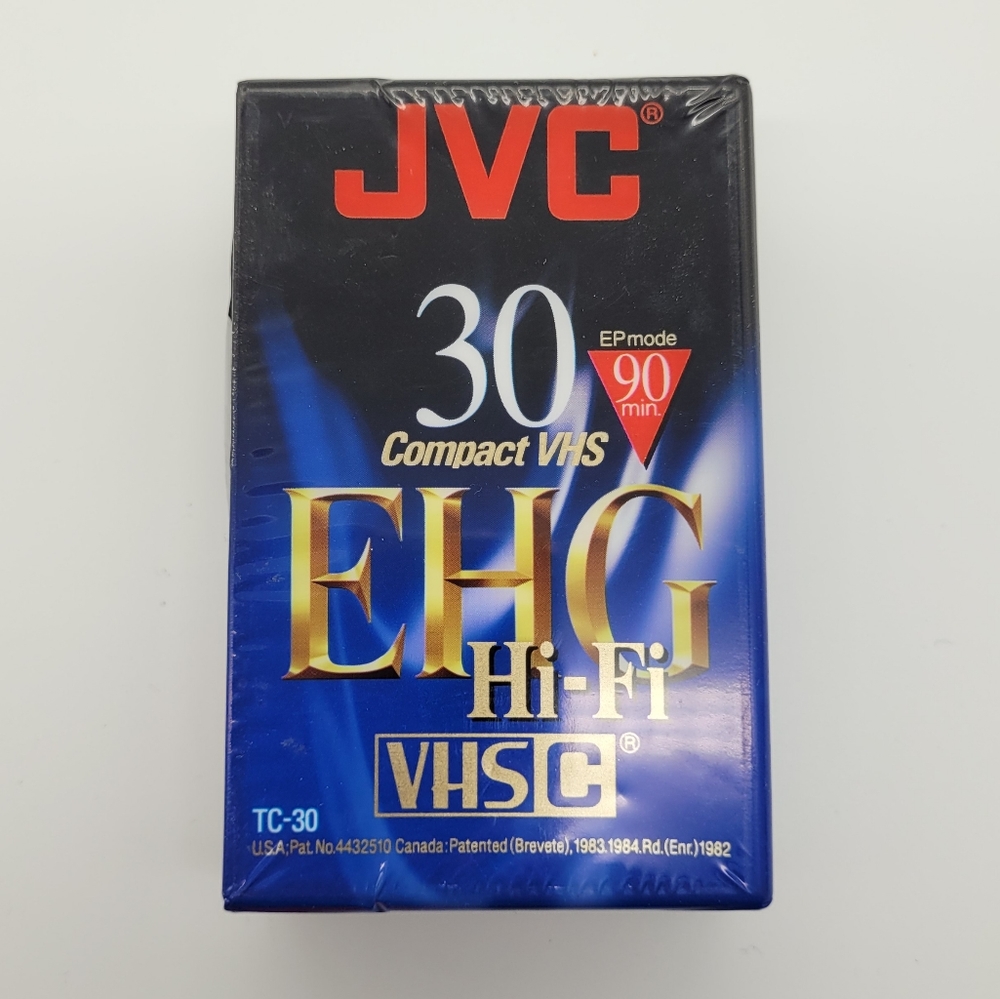 JVC®
30
EP mode
90
min.
Compact VHS
EHG
Hi-Fi
VHS C®
TC-30
U.S.A; Pat. No.4432510 Canada: Patented (Brevete), 1983.1984.Rd.(Enr.)1982